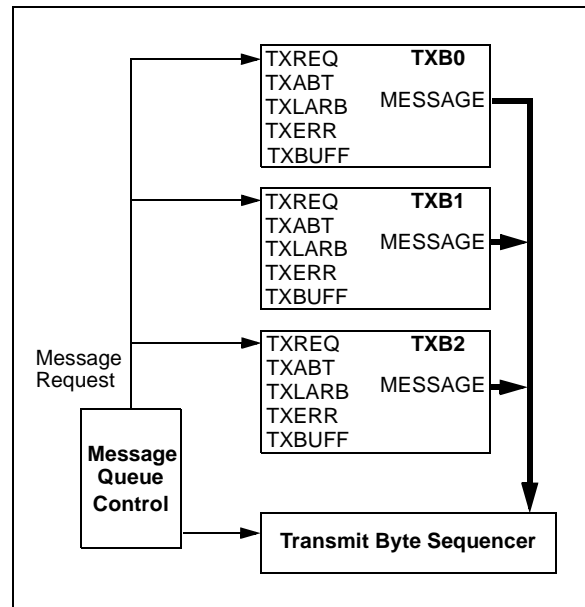 TXREQ TXB0
TXABT
TXLARB MESSAGE
TXERR
TXBUFF
TXREQ TXB1
TXABT
TXLARB MESSAGE
TXERR
TXBUFF
TXREQ TXB2
TXABT
TXLARB MESSAGE
TXERR
TXBUFF
Message
Request
Message
Queue
Control
Transmit Byte Sequencer